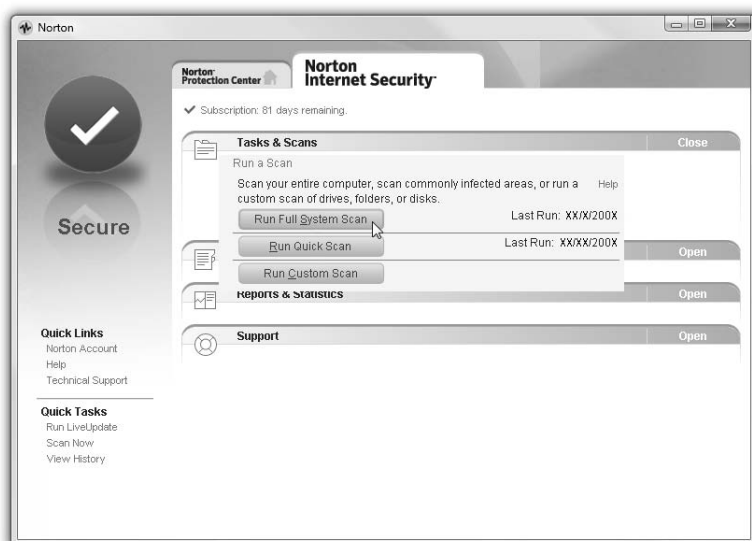 Norton
Norton
Protection Center
Norton
Internet Security
Subscription: 81 days remaining.
Tasks & Scans
Close
Run a Scan
Scan your entire computer, scan commonly infected areas, or run a
custom scan of drives, folders, or disks.
Help
Run Full System Scan
Last Run: XX/X/200X
Run Quick Scan
Last Run: XX/XX/200X
Run Custom Scan
Open
Reports & Statistics
Open
Support
Open
Secure
Quick Links
Norton Account
Help
Technical Support
Quick Tasks
Run LiveUpdate
Scan Now
View History